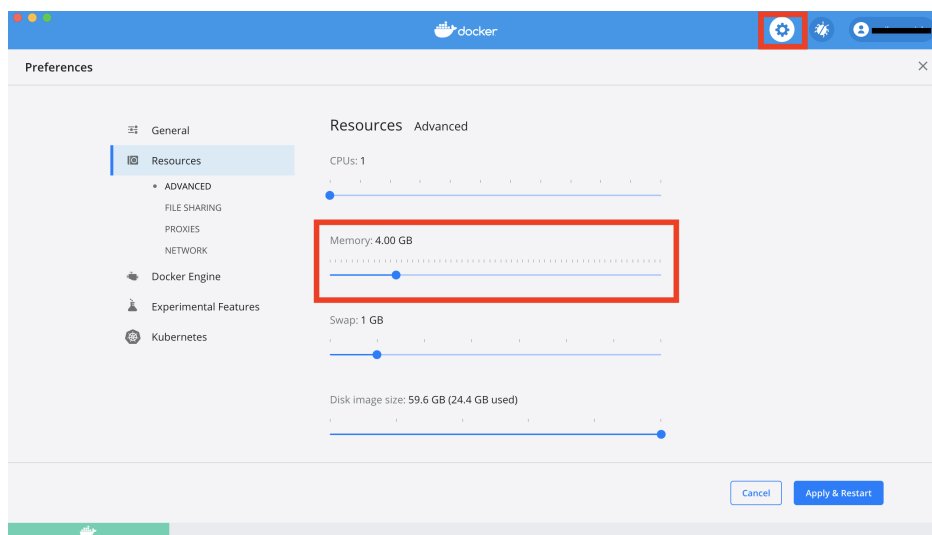 docker
Preferences
General
Resources
ADVANCED
FILE SHARING
PROXIES
NETWORK
Docker Engine
Experimental Features
Kubernetes
Resources Advanced
CPUs: 1
Memory: 4.00 GB
Swap: 1 GB
Disk image size: 59.6 GB (24.4 GB used)
Cancel
Apply & Restart